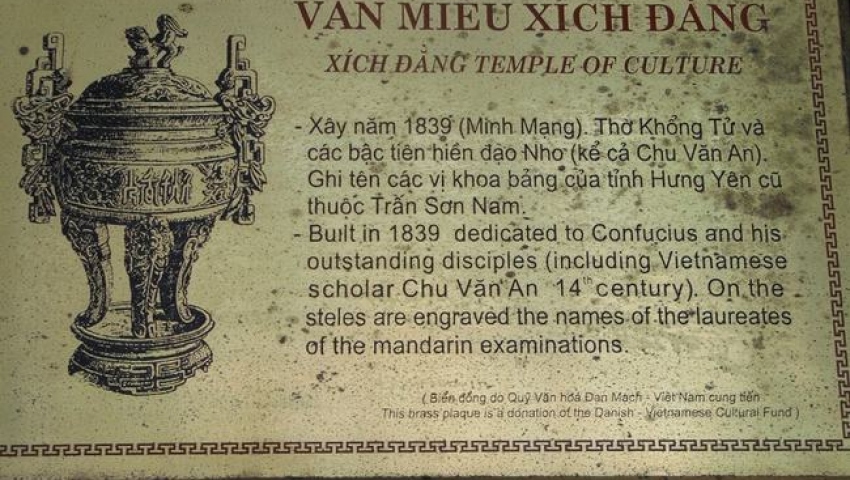 VĂN MIẾU XÍCH ĐẰNG
XÍCH ĐẰNG TEMPLE OF CULTURE
- Xây năm 1839 (Minh Mạng). Thờ Khổng Tử và
các bậc tiên hiền đạo Nho (kể cả Chu Văn An).
Ghi tên các vị khoa bảng của tỉnh Hưng Yên cũ
thuộc Trấn Sơn Nam.
- Built in 1839 dedicated to Confucius and his
outstanding disciples (including Vietnamese
scholar Chu Văn An 14th century). On the
steles are engraved the names of the laureates
of the mandarin examinations.
( Biển đồng do Quỹ Văn hoá Đan Mạch - Việt Nam cung tiến
This brass plaque is a donation of the Danish - Vietnamese Cultural Fund )